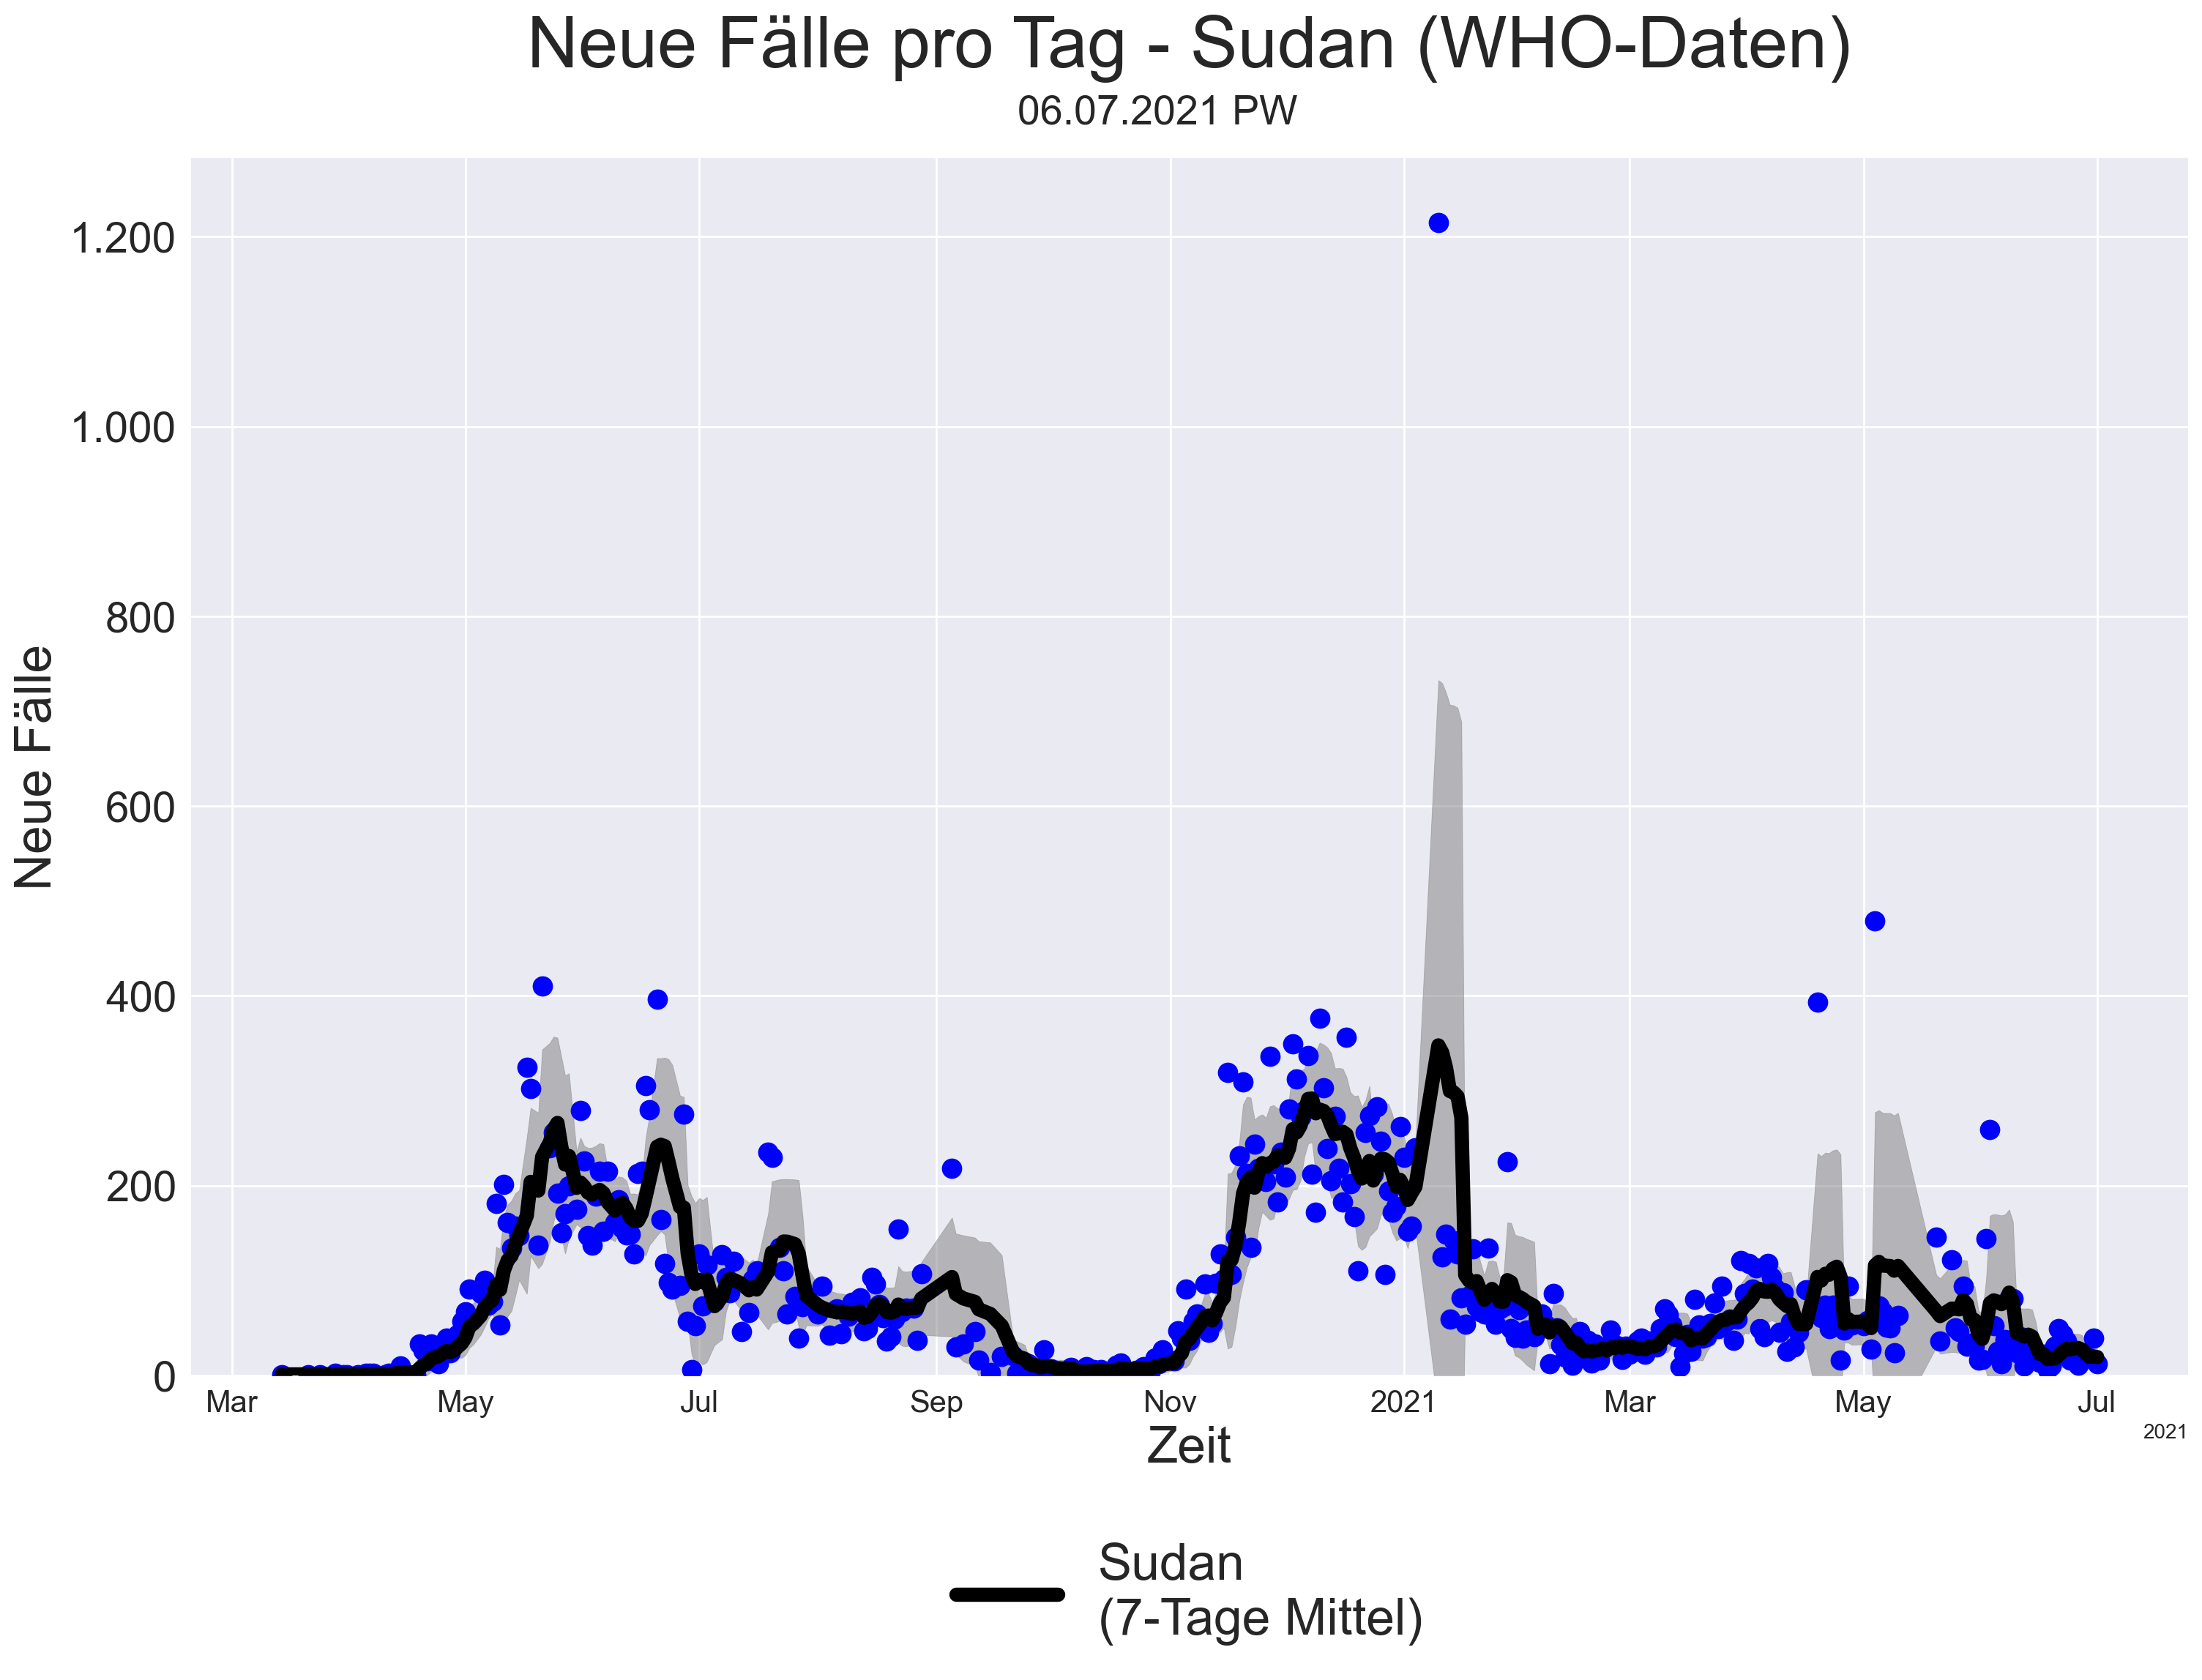 Neue Fälle pro Tag - Sudan (WHO-Daten)
06.07.2021 PW
1.200
1.000
800
600
400
200
0
Neue Fälle
Mar May Jul Sep Nov 2021 Mar May Jul
2021
Zeit
Sudan
(7-Tage Mittel)